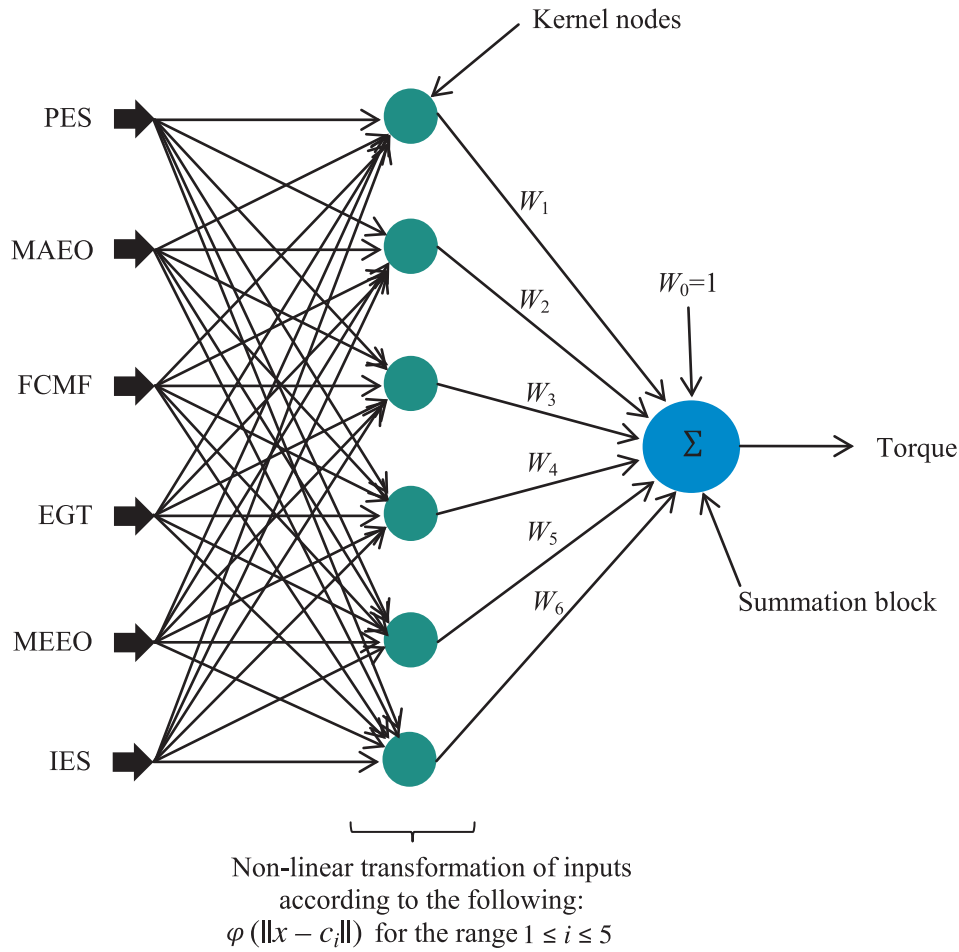 Kernel nodes
PES
MAEO
FCMF
EGT
MEEO
IES
W₁
W₂
W₃
W₄
W₅
W₆
W₀=1
Σ
Torque
Summation block
Non-linear transformation of inputs
according to the following:
φ (‖x − cᵢ‖) for the range 1 ≤ i ≤ 5